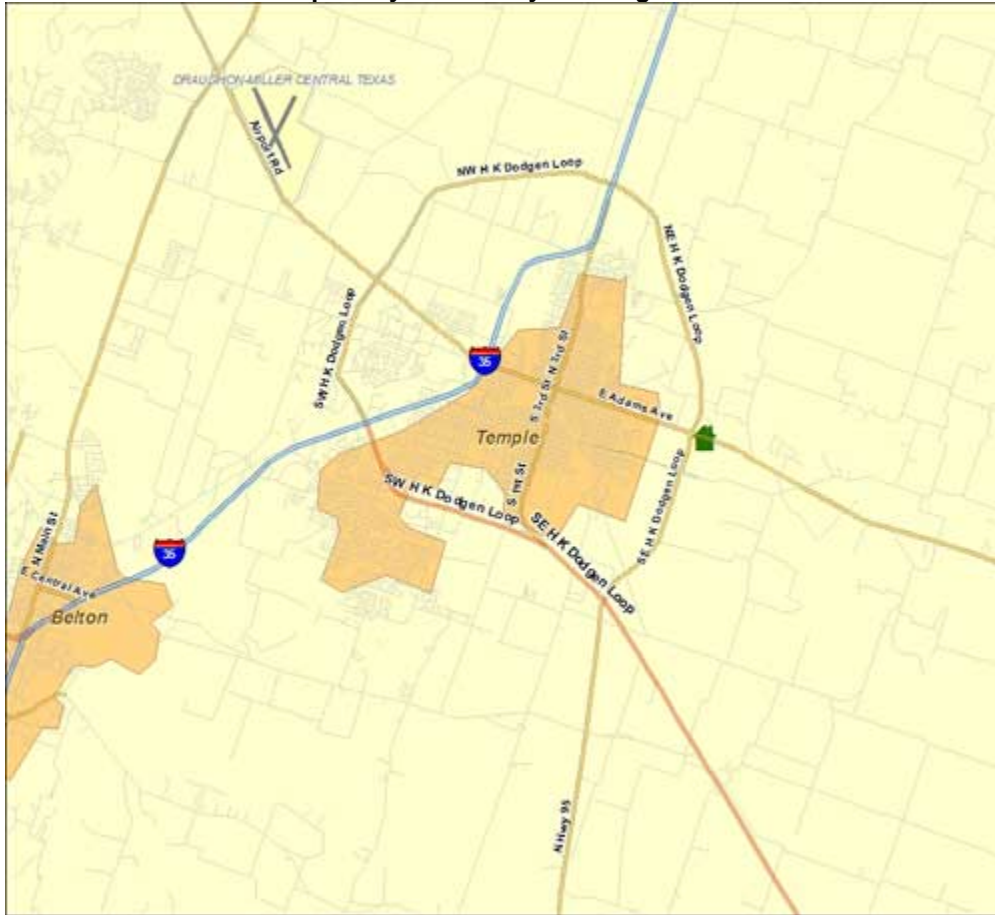 DRAUGHON-MILLER CENTRAL TEXAS
Airport Rd
NW H K Dodgen Loop
NE H K Dodgen Loop
SW H K Dodgen Loop
35
S 3rd St
N 3rd St
E Adams Ave
Temple
SW H K Dodgen Loop
S 1st St
SE H K Dodgen Loop
SE H K Dodgen Loop
35
N Main St
E Central Ave
Belton
N Hwy 95